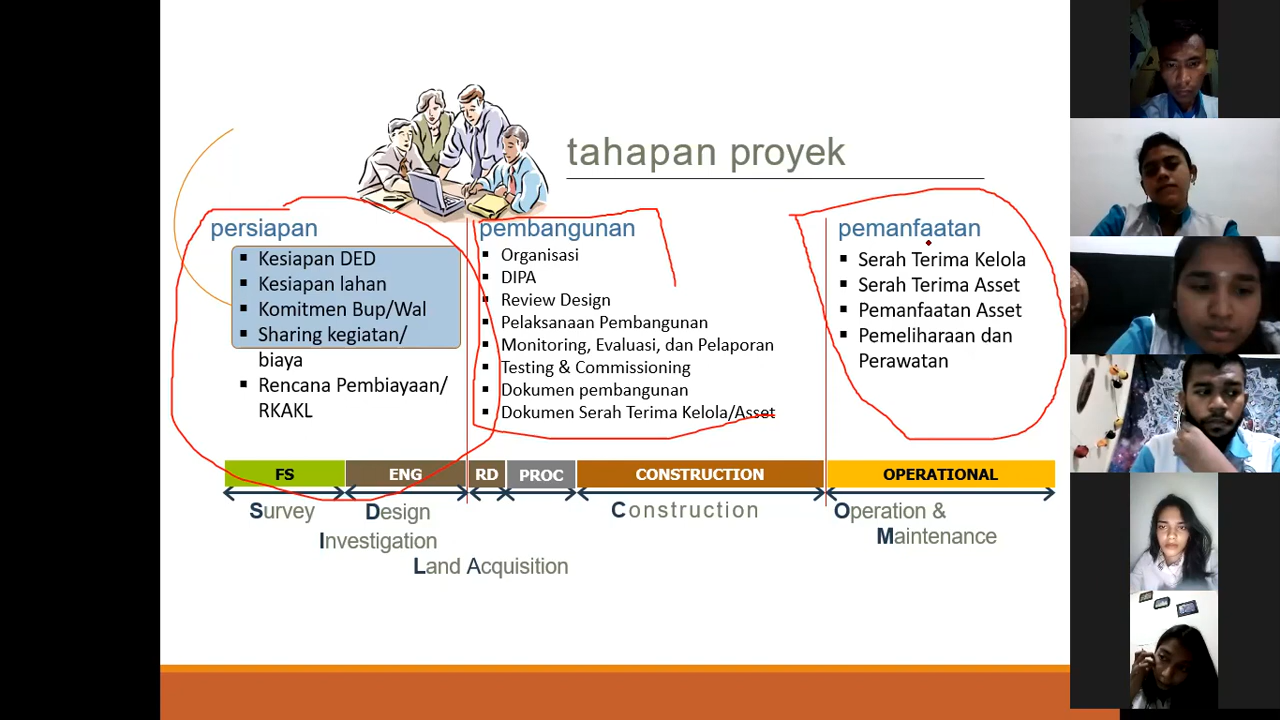 tahapan proyek
persiapan
Kesiapan DED
Kesiapan lahan
Komitmen Bup/Wal
Sharing kegiatan/
biaya
Rencana Pembiayaan/
RKAKL
pembangunan
Organisasi
DIPA
Review Design
Pelaksanaan Pembangunan
Monitoring, Evaluasi, dan Pelaporan
Testing & Commissioning
Dokumen pembangunan
Dokumen Serah Terima Kelola/Asset
pemanfaatan
Serah Terima Kelola
Serah Terima Asset
Pemanfaatan Asset
Pemeliharaan dan
Perawatan
FS ENG RD PROC CONSTRUCTION OPERATIONAL
Survey Design Construction Operation &
Investigation Maintenance
Land Acquisition